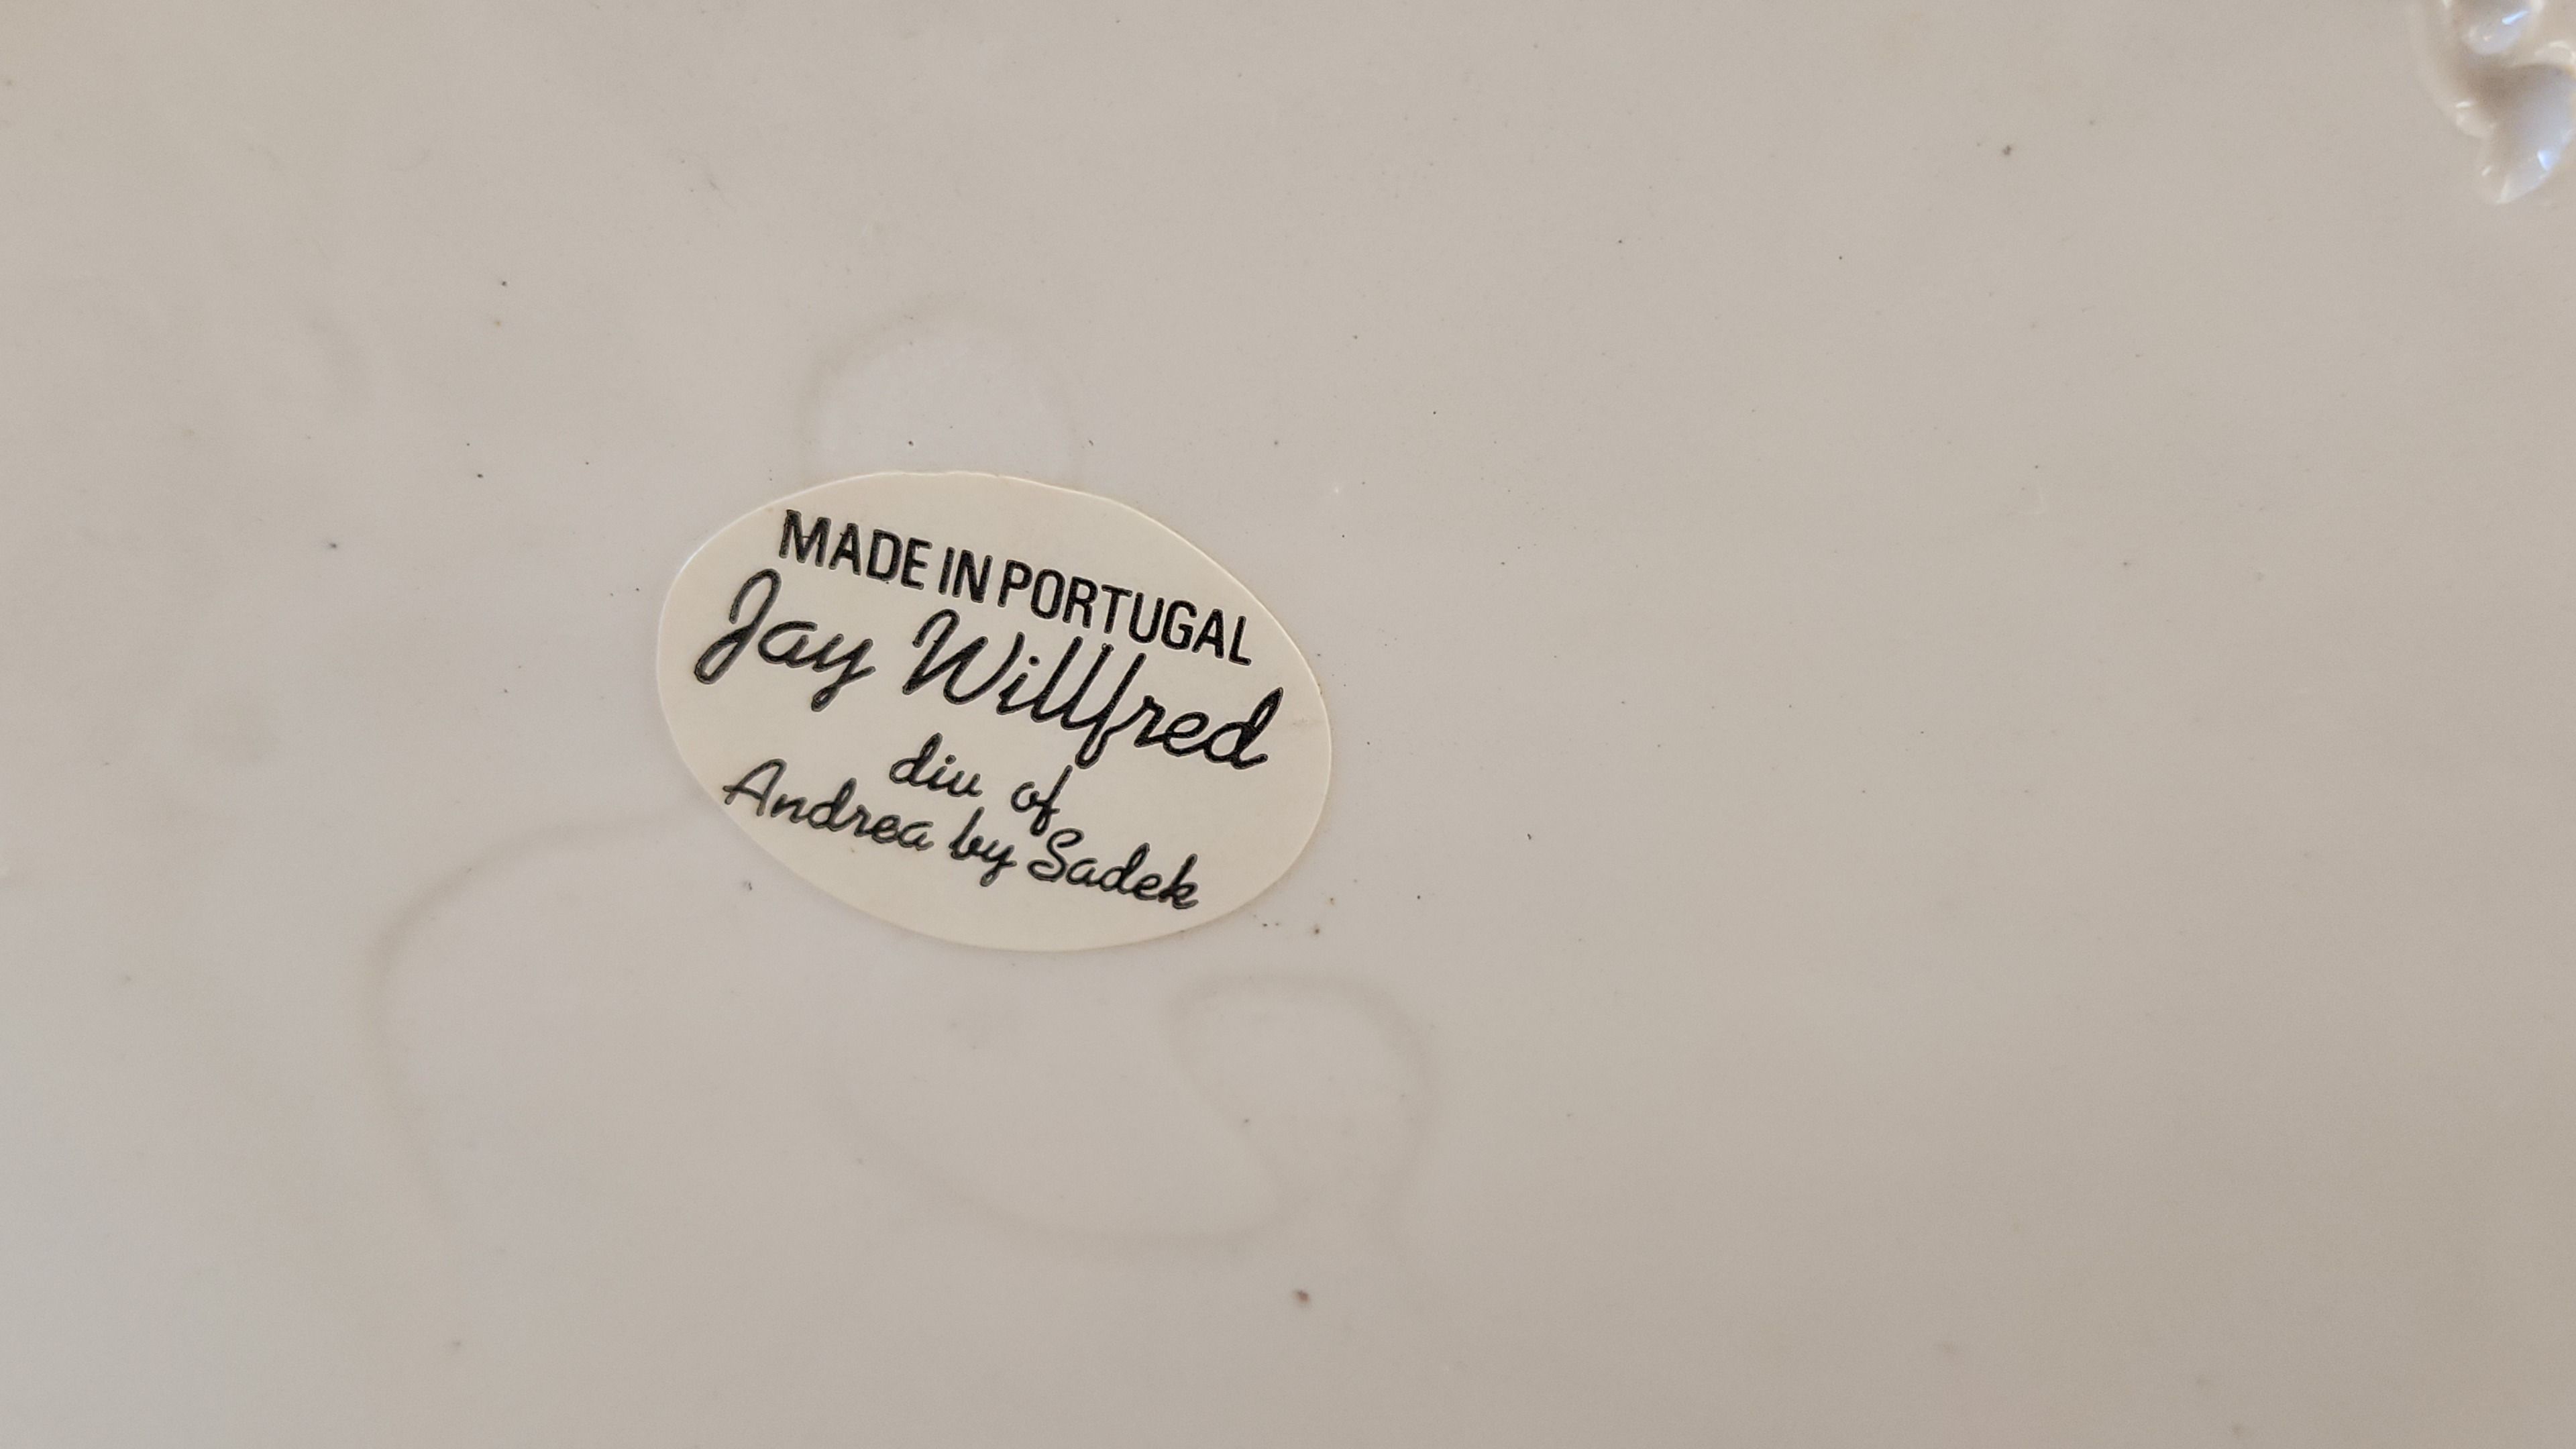 MADE IN PORTUGAL
Jay Willfred
div of
Andrea by Sadek